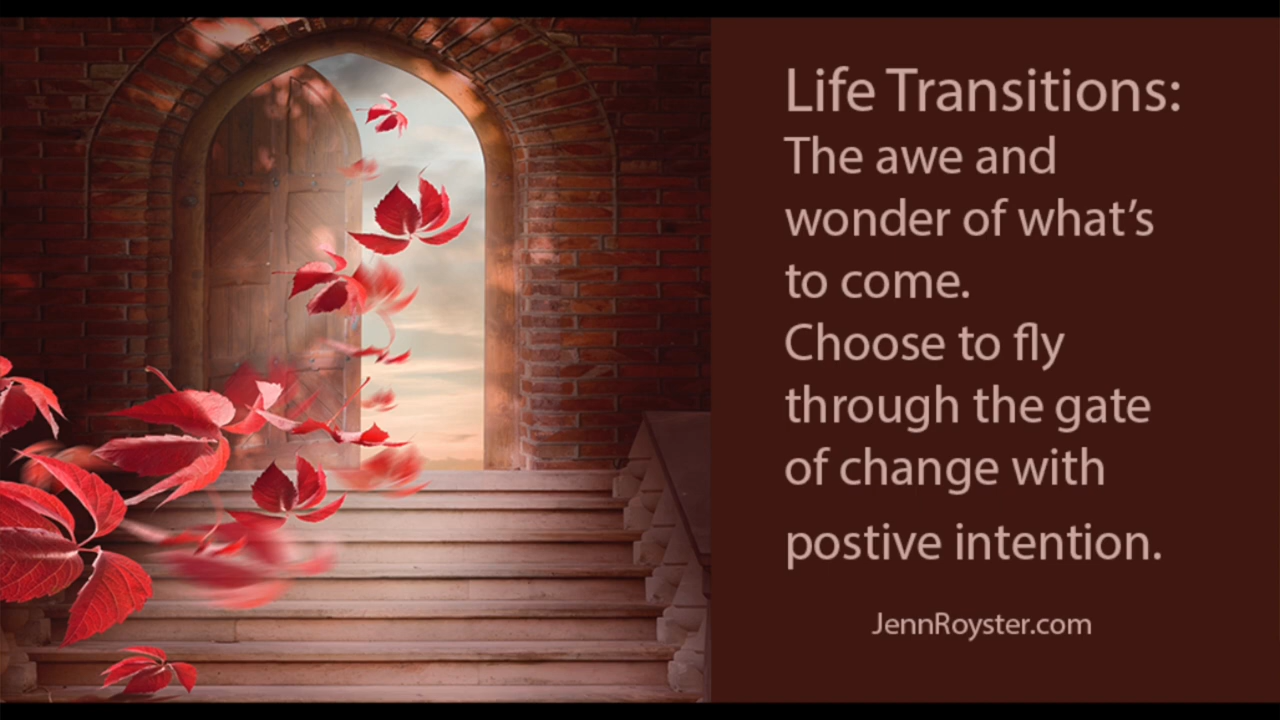 Life Transitions:
The awe and
wonder of what’s
to come.
Choose to fly
through the gate
of change with
postive intention.
JennRoyster.com